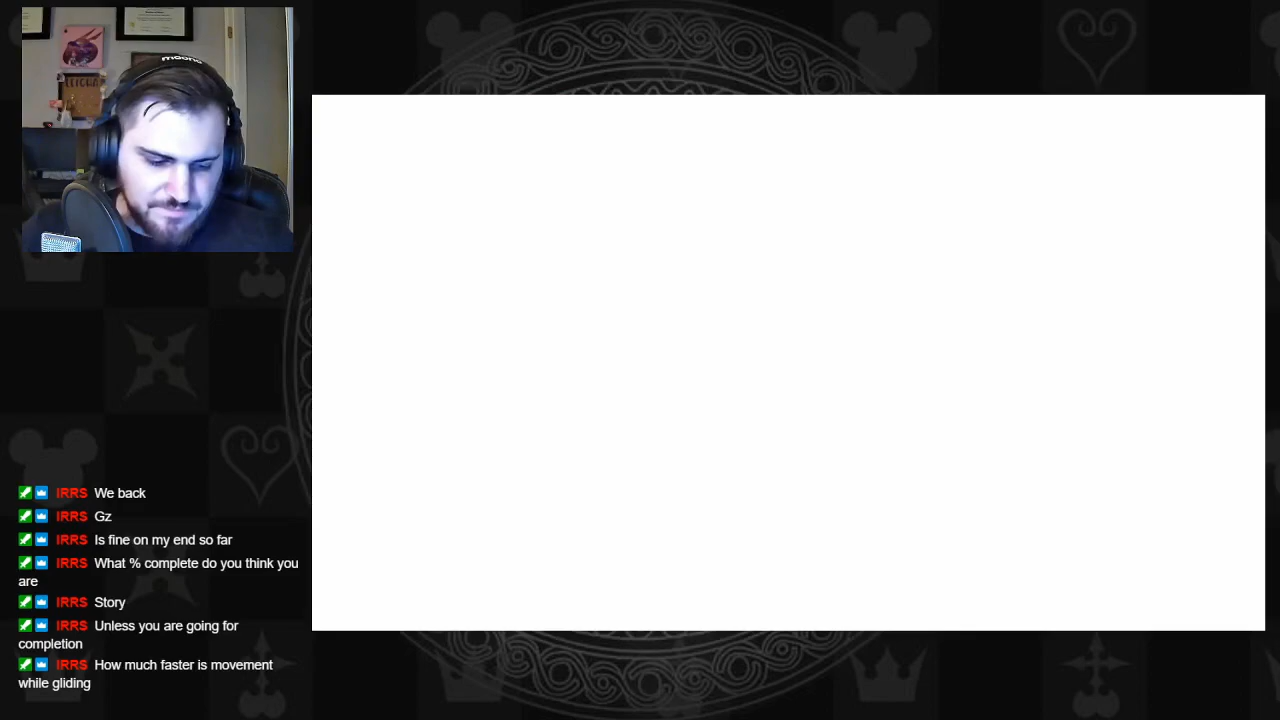 maono
IRRS We back
IRRS Gz
IRRS Is fine on my end so far
IRRS What % complete do you think you
are
IRRS Story
IRRS Unless you are going for
completion
IRRS How much faster is movement
while gliding